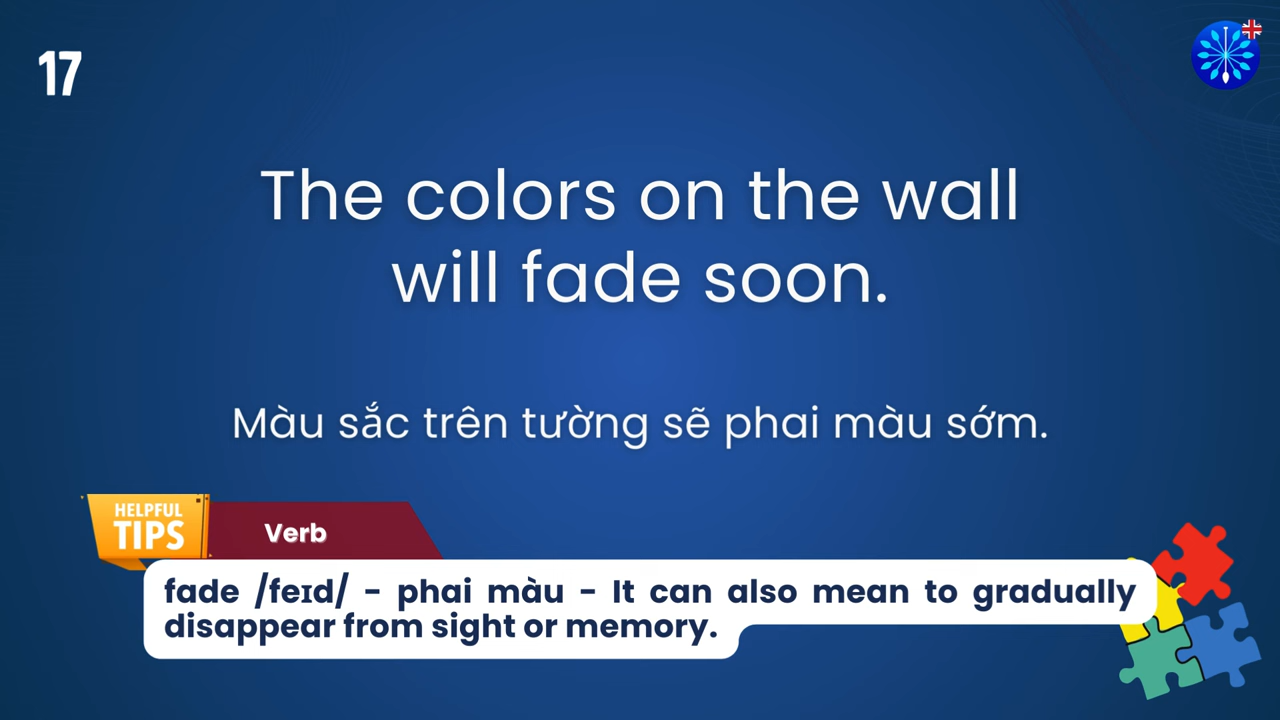 17
The colors on the wall
will fade soon.
Màu sắc trên tường sẽ phai màu sớm.
HELPFUL
TIPS
Verb
fade /feɪd/ - phai màu - It can also mean to gradually
disappear from sight or memory.